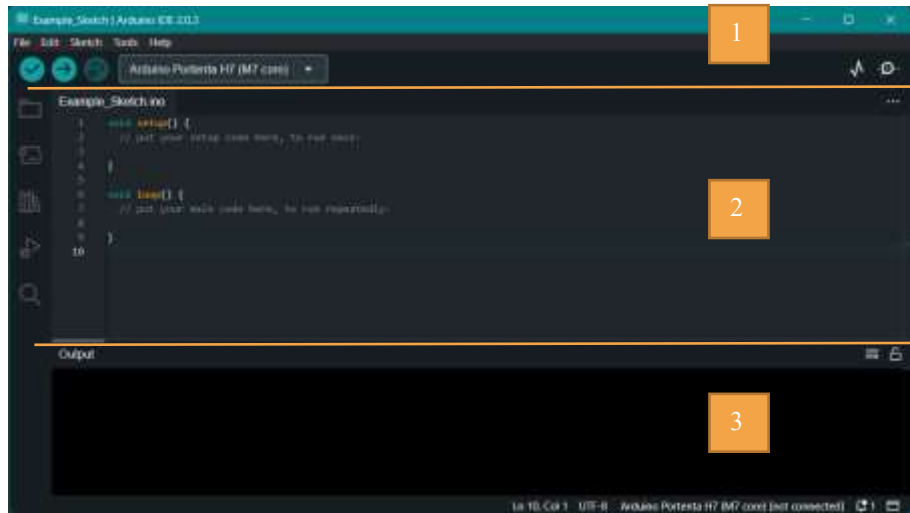 Example_Sketch | Arduino IDE 2.0.3
1
File Edit Sketch Tools Help
Arduino Portenta H7 (M7 core)
Example_Sketch.ino
...
1 void setup() {
2 // put your setup code here, to run once:
3
4 }
5
6 void loop() {
7 // put your main code here, to run repeatedly:
8
9 }
10
2
Output
3
Ln 10, Col 1 UTF-8 Arduino Portenta H7 (M7 core) [not connected] 1